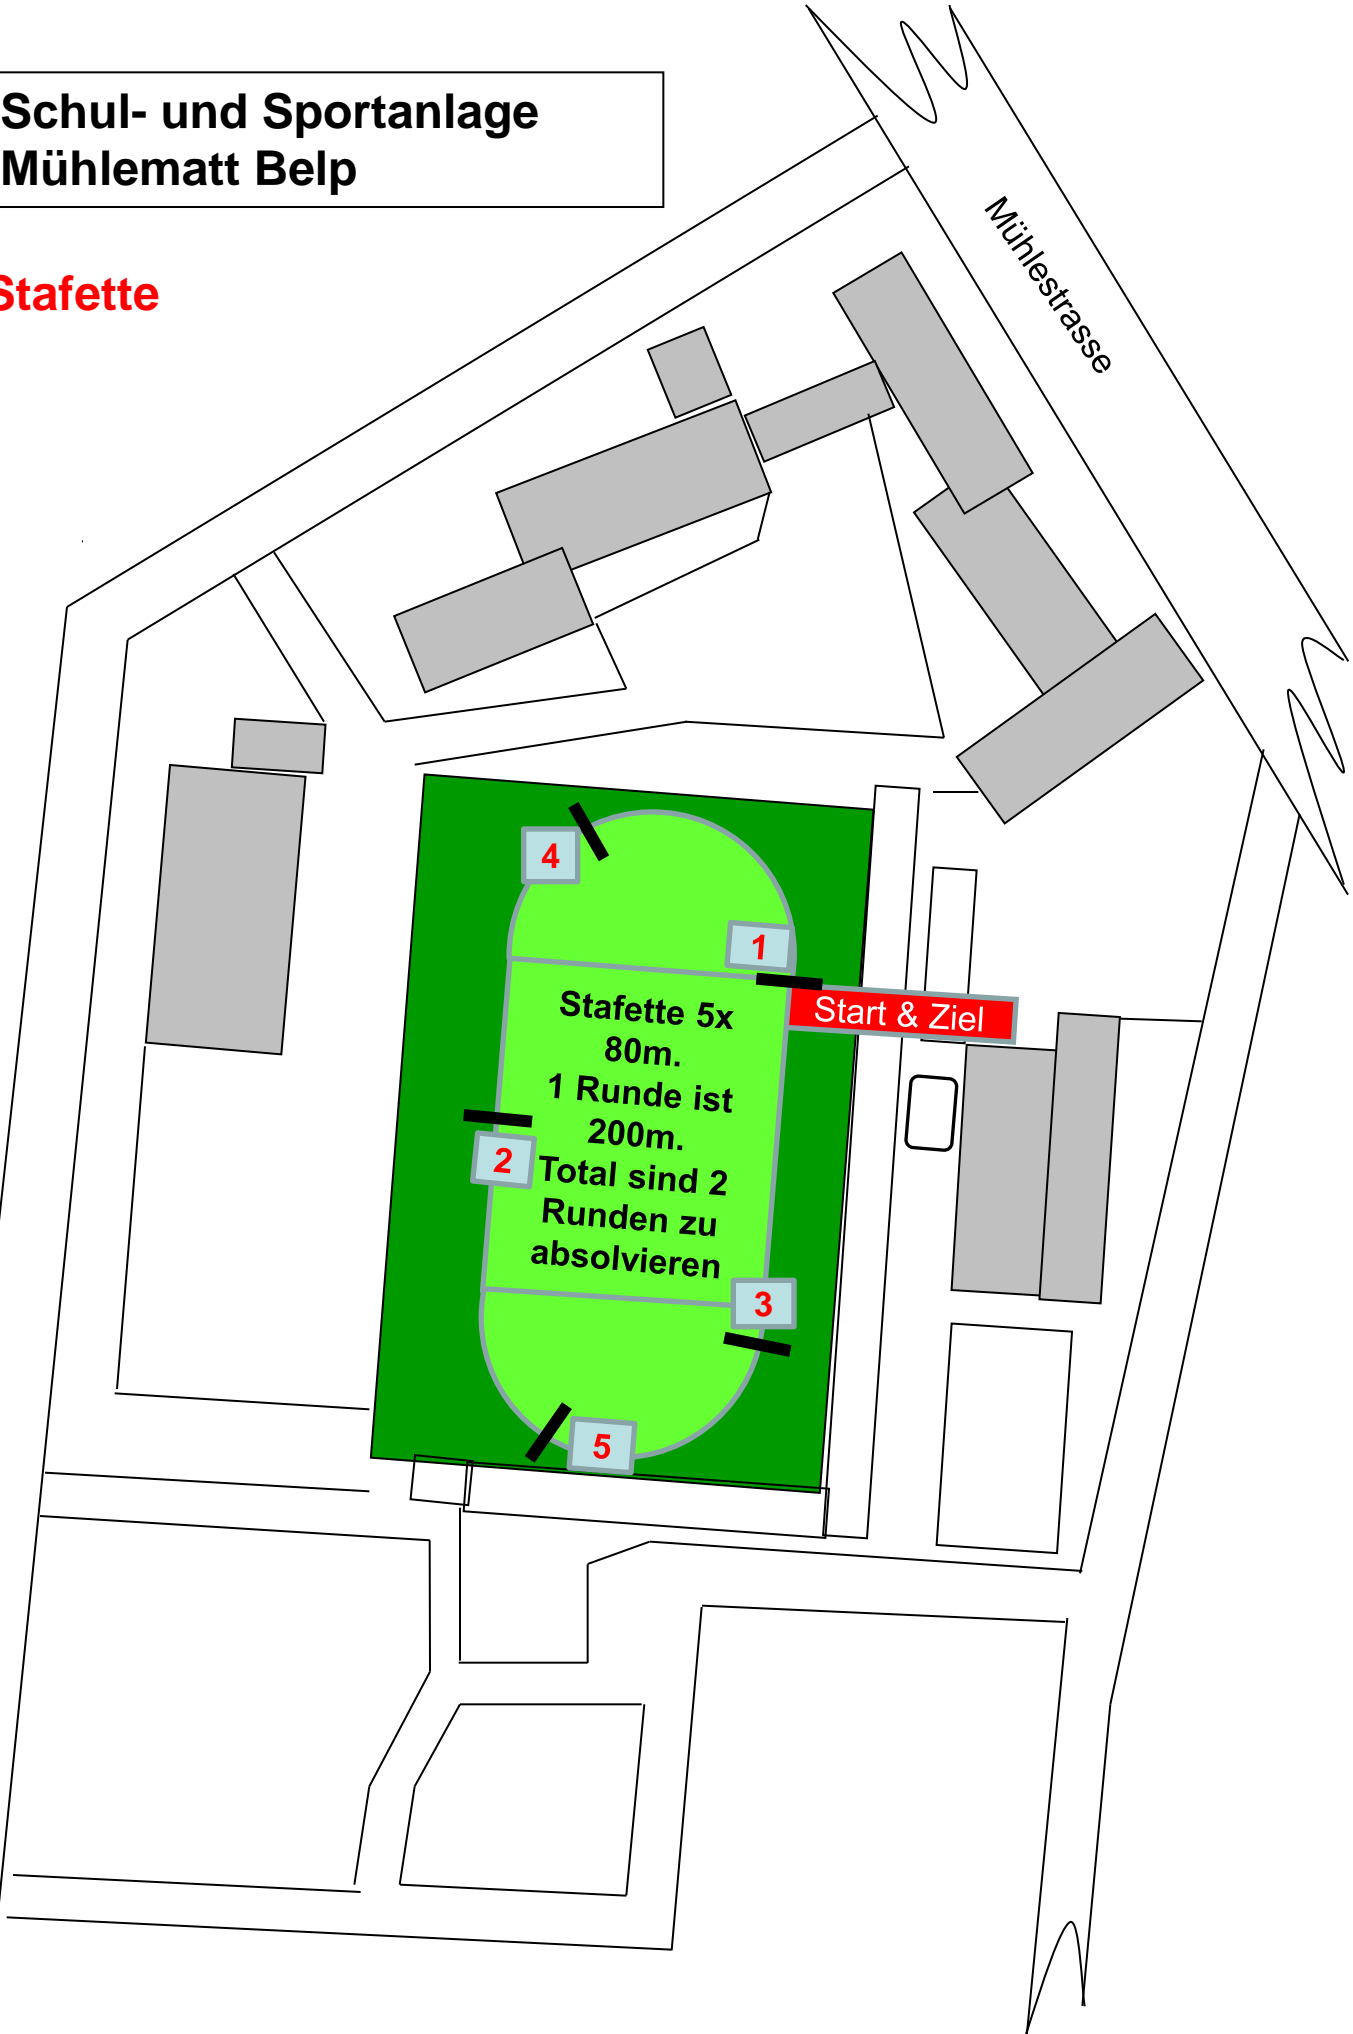 Schul- und Sportanlage
Mühlematt Belp
Stafette
Mühlestrasse
4
1
Start & Ziel
Stafette 5x
80m.
1 Runde ist
200m.
Total sind 2
Runden zu
absolvieren
2
3
5